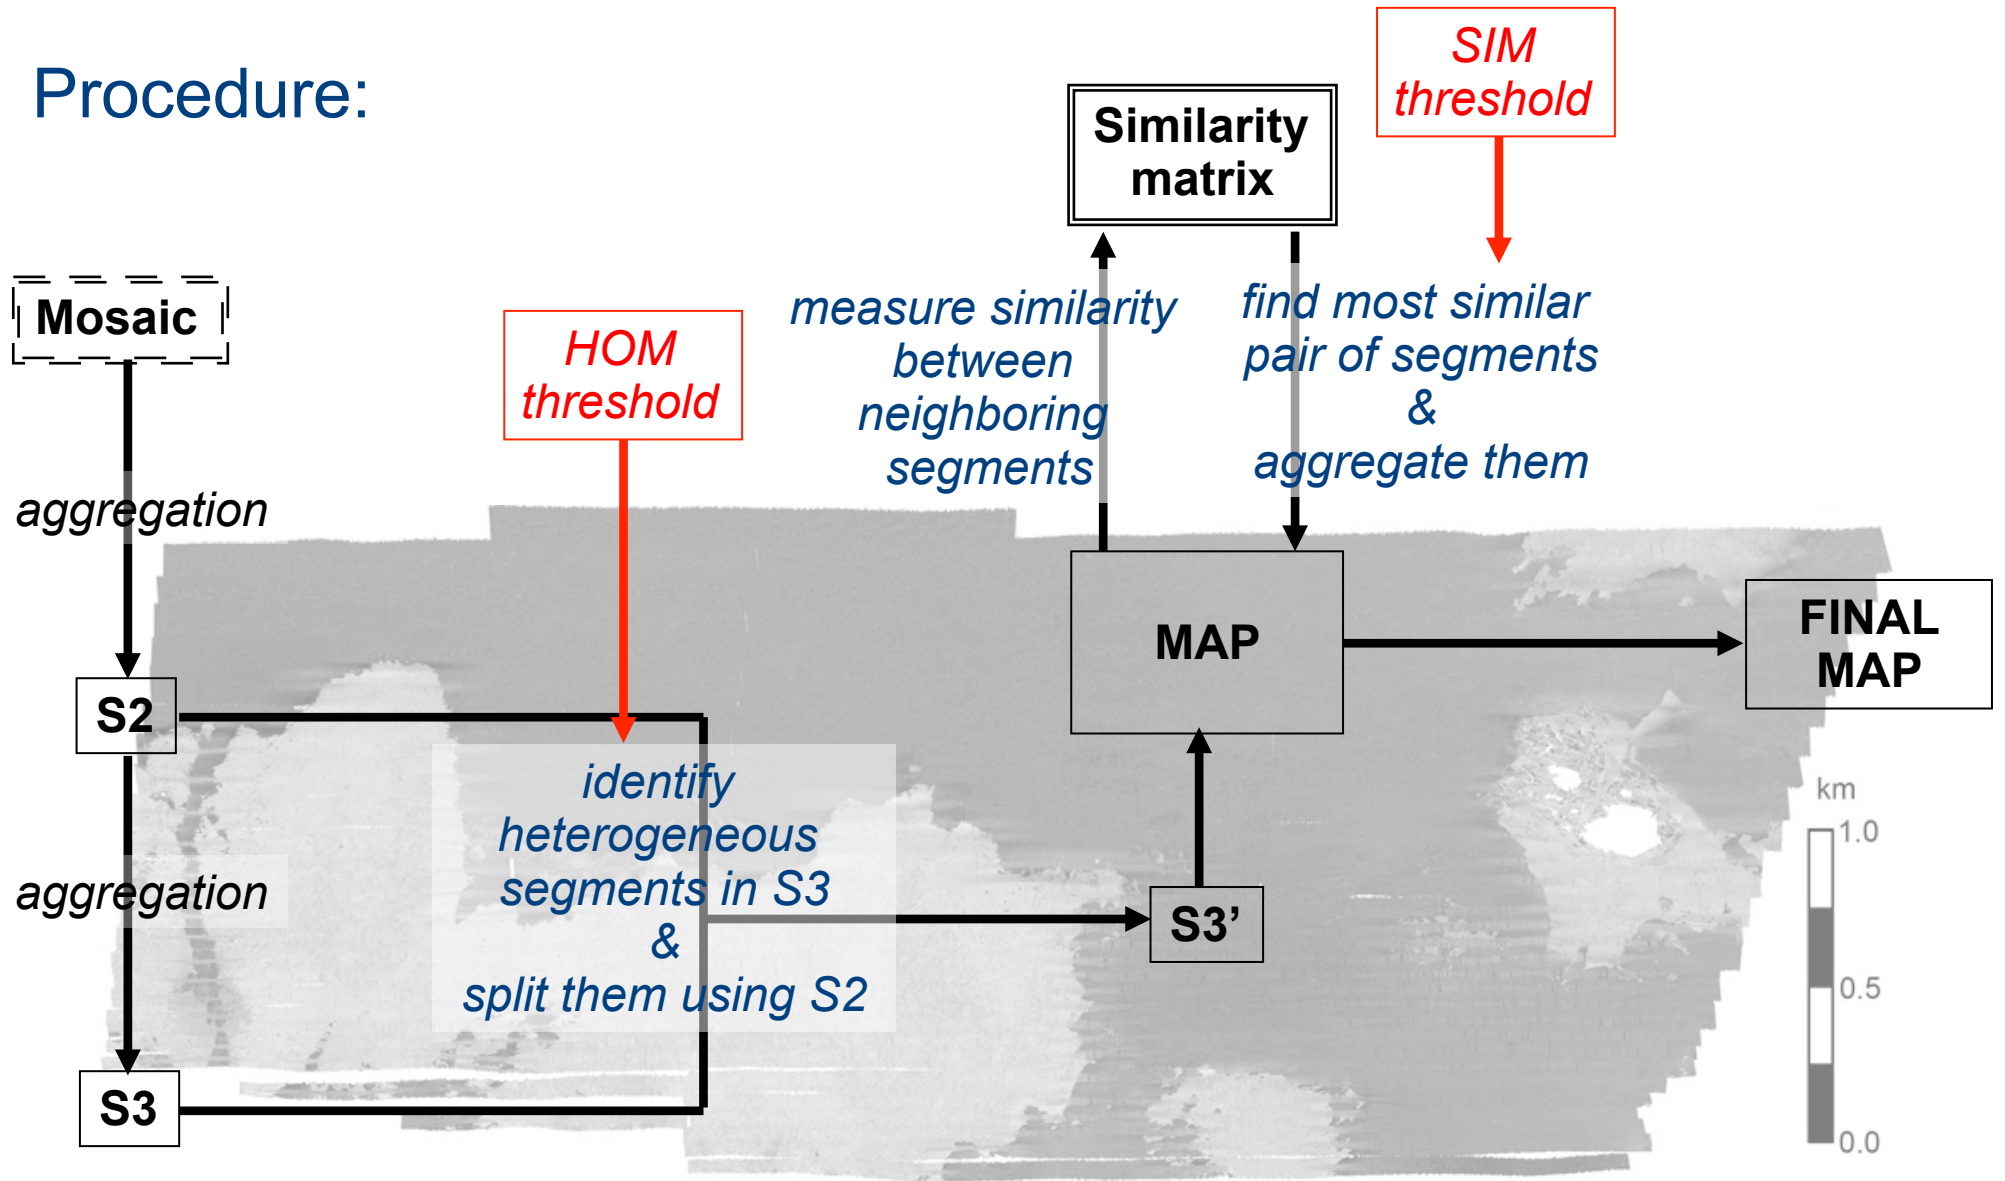 Procedure:
SIM
threshold
Similarity
matrix
Mosaic
HOM
threshold
measure similarity
between
neighboring
segments
find most similar
pair of segments
&
aggregate them
aggregation
MAP
FINAL
MAP
S2
identify
heterogeneous
segments in S3
&
split them using S2
aggregation
S3’
S3
km
1.0
0.5
0.0